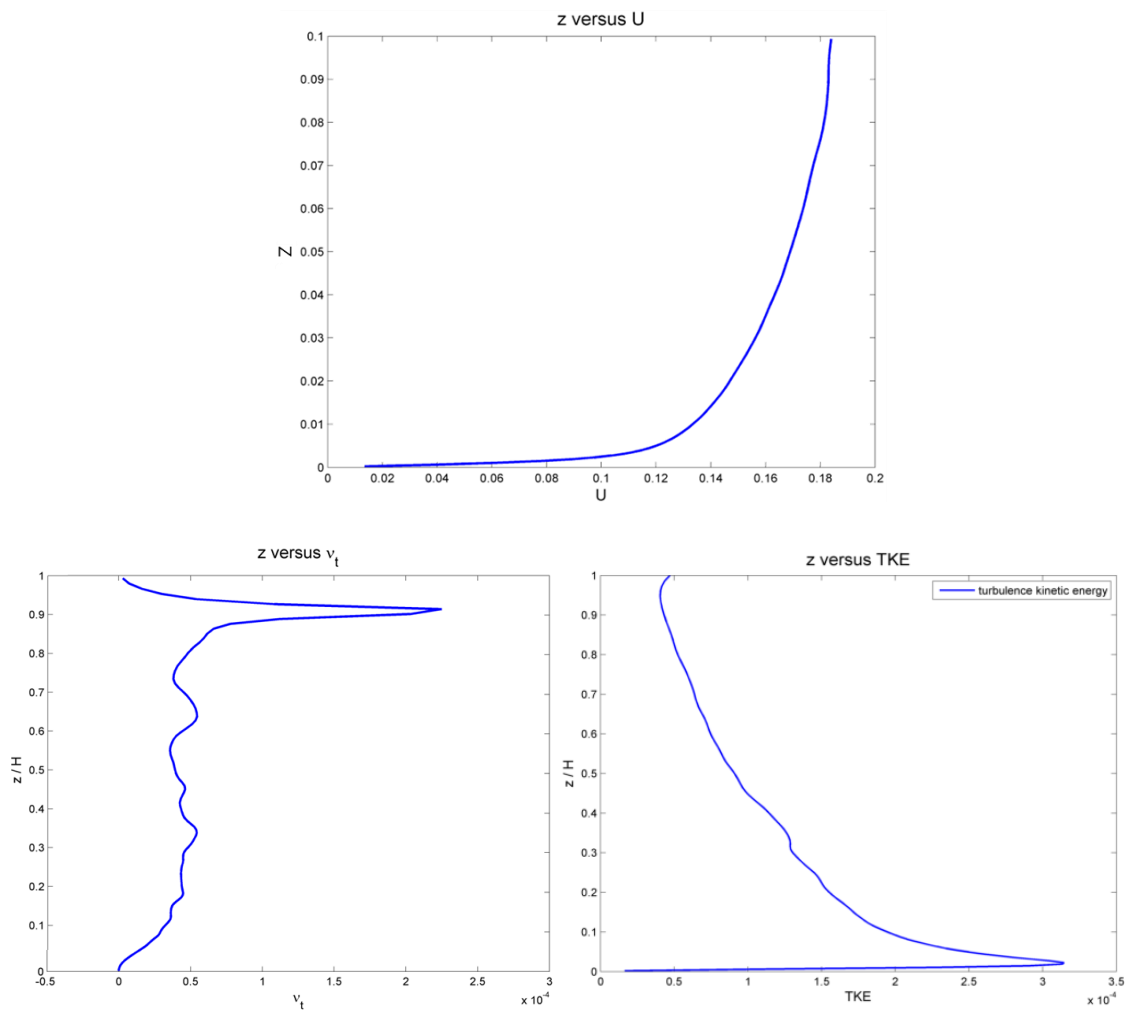 z versus U
0.1
0.09
0.08
0.07
0.06
0.05
0.04
0.03
0.02
0.01
0
Z
0 0.02 0.04 0.06 0.08 0.1 0.12 0.14 0.16 0.18 0.2
U
z versus νt
1
0.9
0.8
0.7
0.6
0.5
0.4
0.3
0.2
0.1
0
z / H
-0.5 0 0.5 1 1.5 2 2.5 3
νt
x 10-4
z versus TKE
turbulence kinetic energy
1
0.9
0.8
0.7
0.6
0.5
0.4
0.3
0.2
0.1
0
z / H
0 0.5 1 1.5 2 2.5 3 3.5
TKE
x 10-4